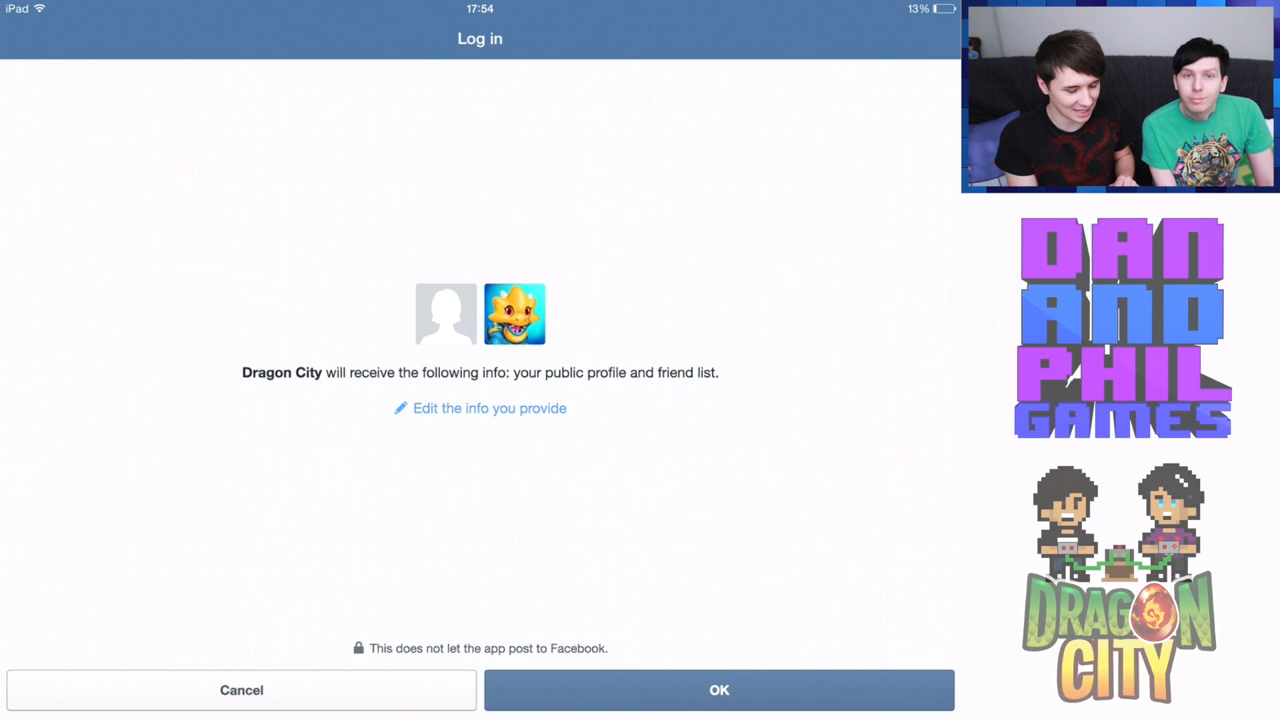 iPad 17:54 13%
Log in
Dragon City will receive the following info: your public profile and friend list.
Edit the info you provide
This does not let the app post to Facebook.
Cancel OK
DAN
AND
PHIL
GAMES
DRAGON
CITY